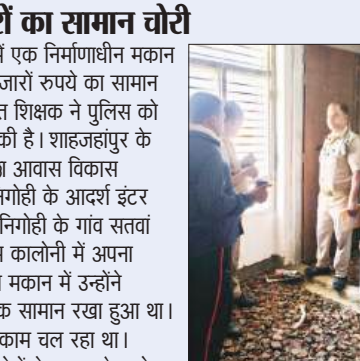 रों का सामान चोरी
में एक निर्माणाधीन मकान
जारों रुपये का सामान
त शिक्षक ने पुलिस को
की है। शाहजहांपुर के
आवास विकास
गोही के आदर्श इंटर
निगोही के गांव सतवां
कालोनी में अपना
मकान में उन्होंने
क सामान रखा हुआ था।
काम चल रहा था।